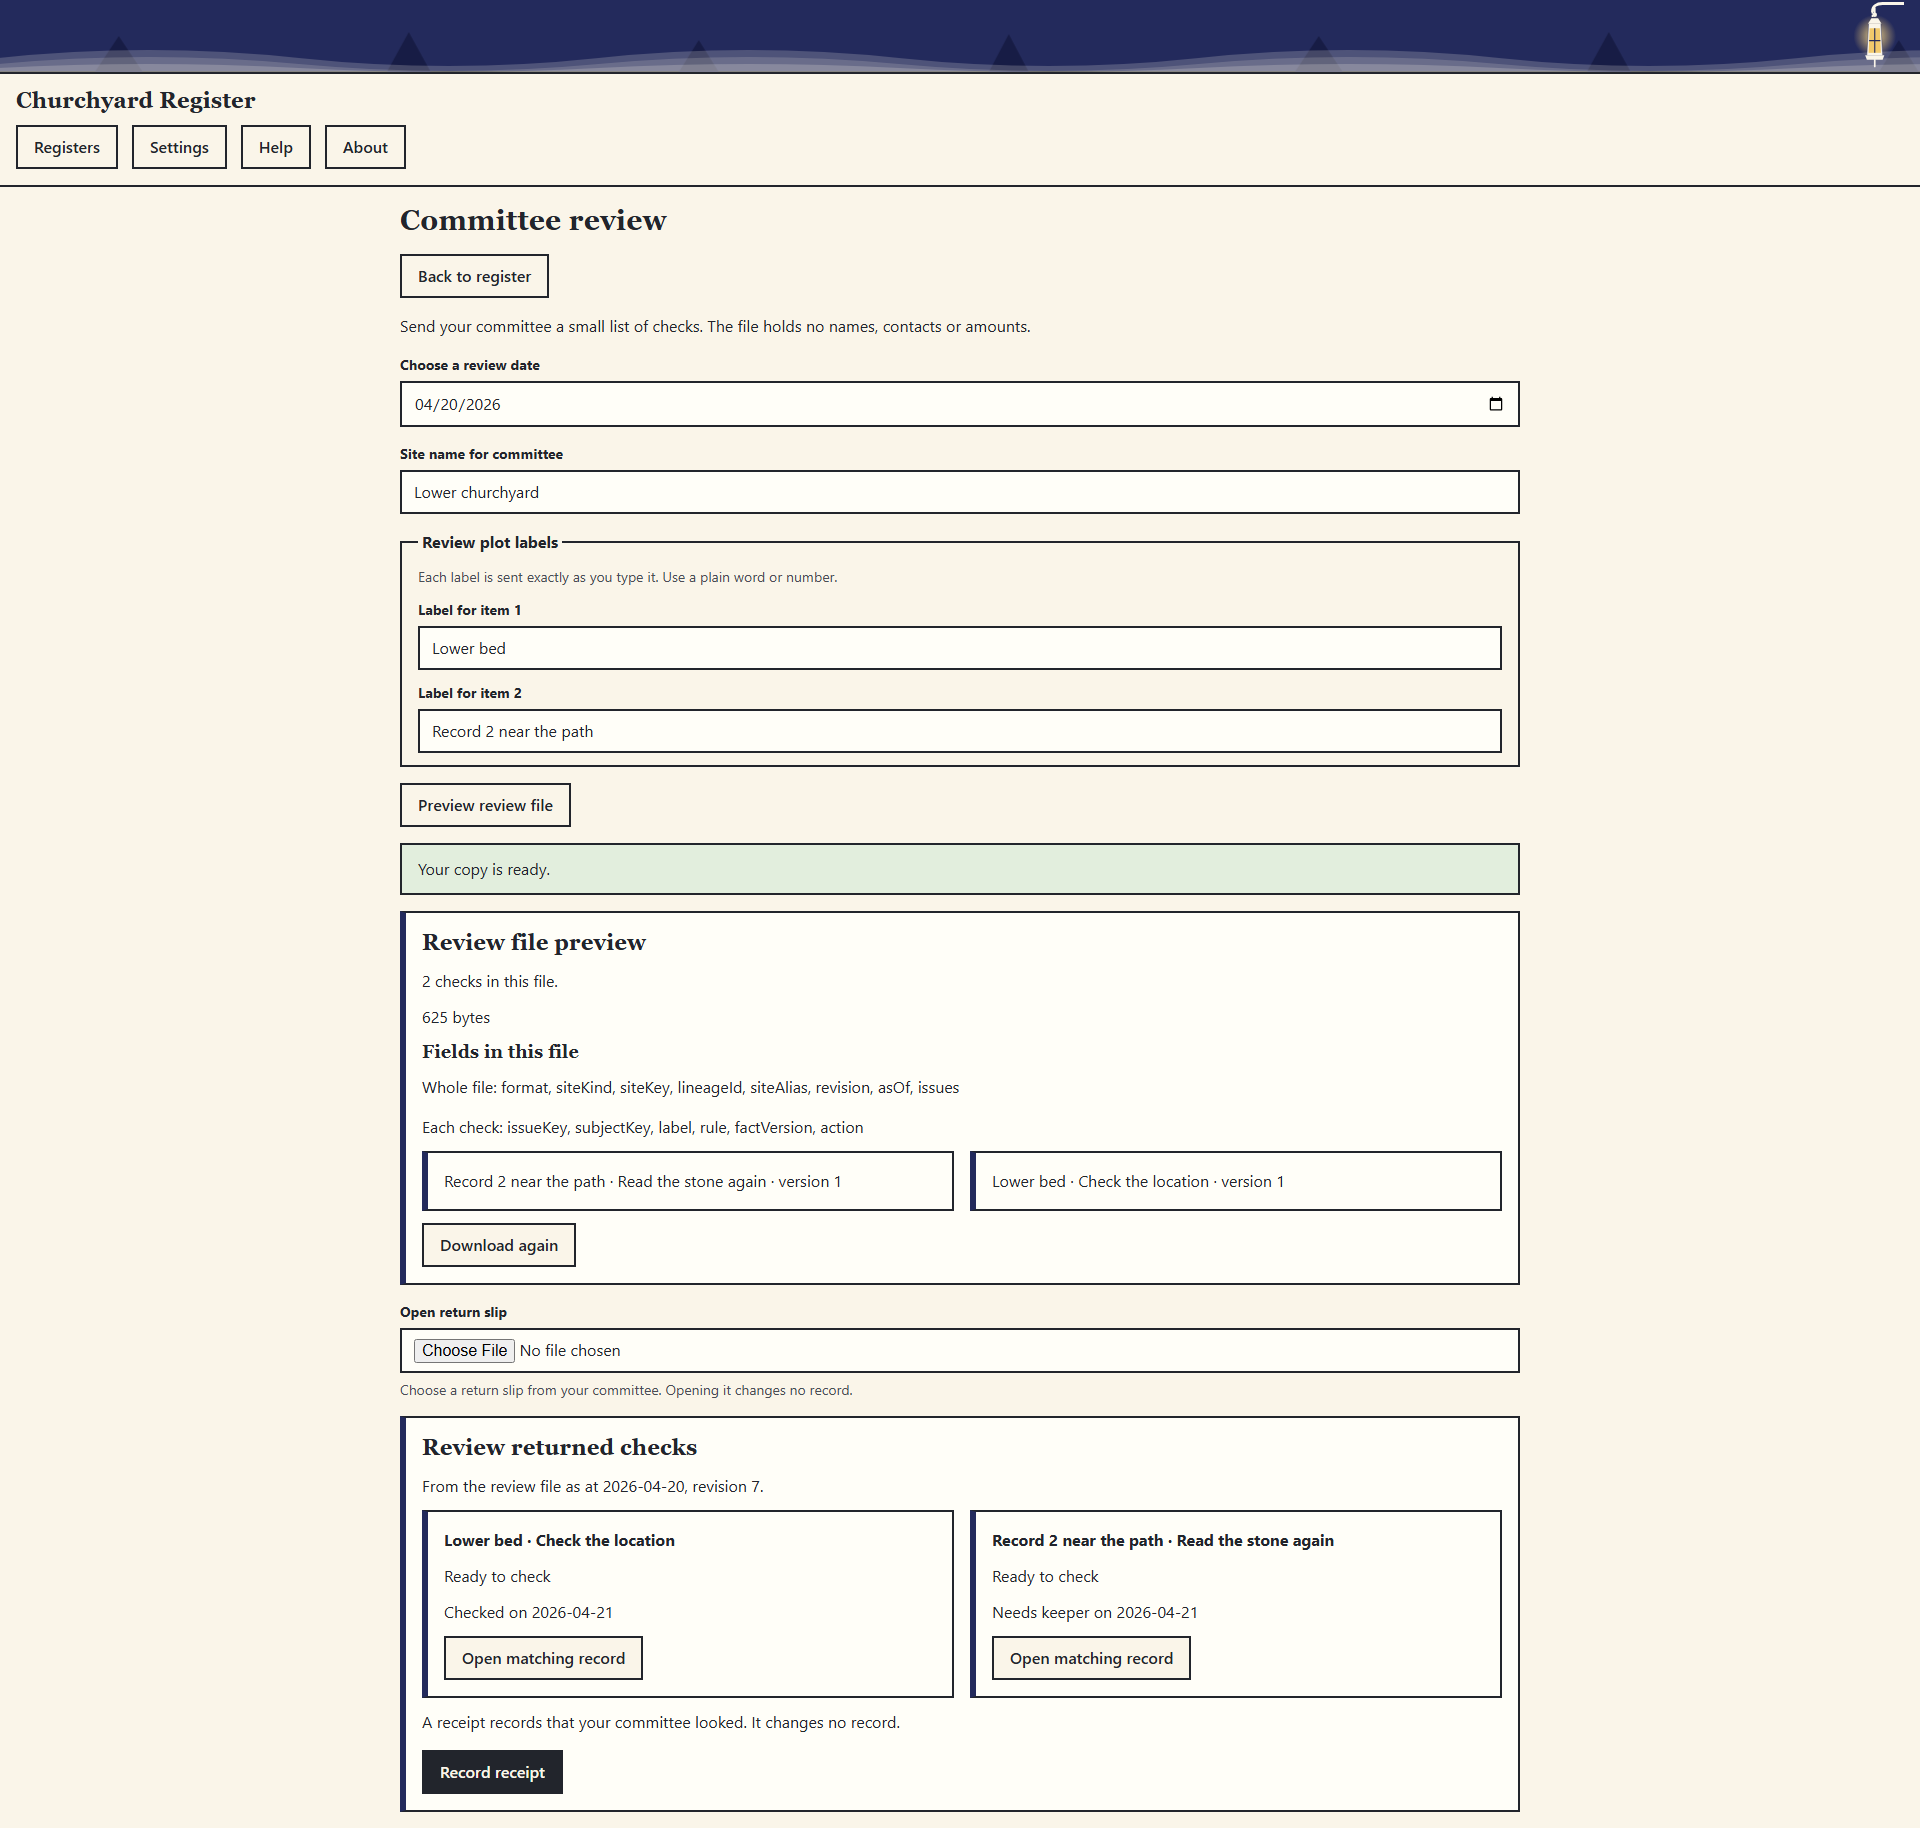 Churchyard Register
Registers
Settings
Help
About
Committee review
Back to register
Send your committee a small list of checks. The file holds no names, contacts or amounts.
Choose a review date
04/20/2026
Site name for committee
Lower churchyard
Review plot labels
Each label is sent exactly as you type it. Use a plain word or number.
Label for item 1
Lower bed
Label for item 2
Record 2 near the path
Preview review file
Your copy is ready.
Review file preview
2 checks in this file.
625 bytes
Fields in this file
Whole file: format, siteKind, siteKey, lineageId, siteAlias, revision, asOf, issues
Each check: issueKey, subjectKey, label, rule, factVersion, action
Record 2 near the path · Read the stone again · version 1
Lower bed · Check the location · version 1
Download again
Open return slip
Choose File No file chosen
Choose a return slip from your committee. Opening it changes no record.
Review returned checks
From the review file as at 2026-04-20, revision 7.
Lower bed · Check the location
Ready to check
Checked on 2026-04-21
Open matching record
Record 2 near the path · Read the stone again
Ready to check
Needs keeper on 2026-04-21
Open matching record
A receipt records that your committee looked. It changes no record.
Record receipt